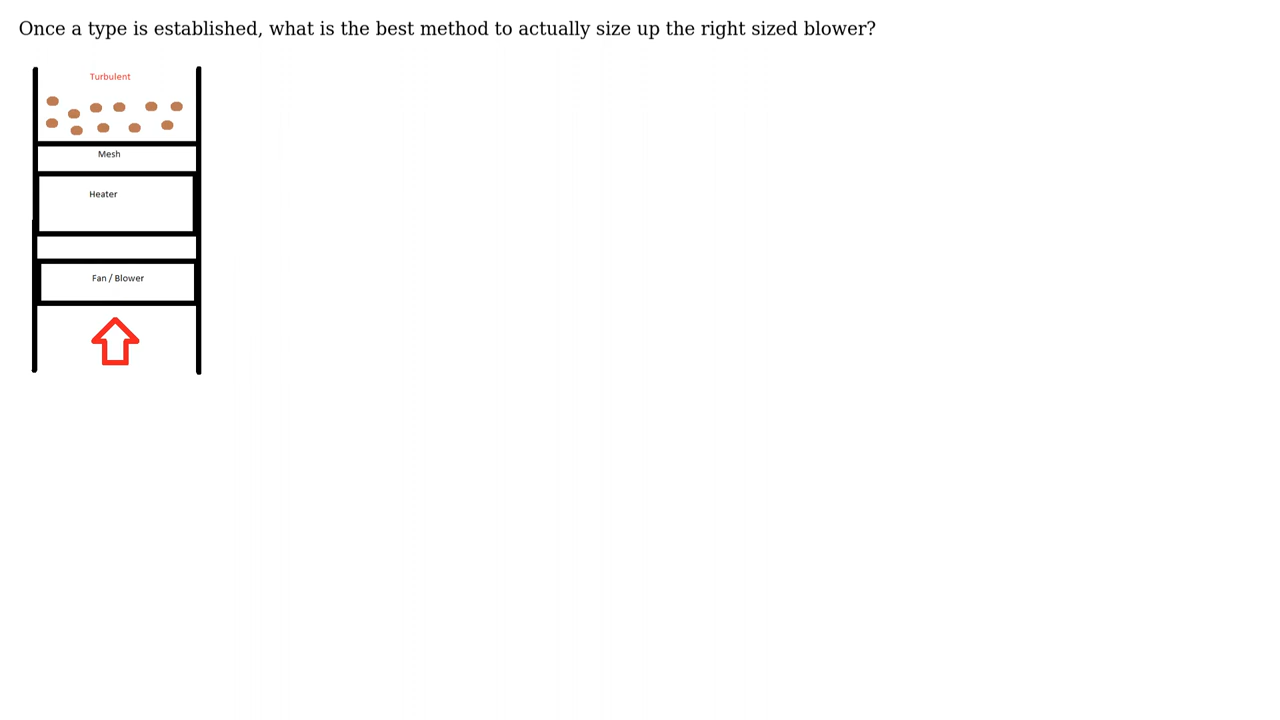 Once a type is established, what is the best method to actually size up the right sized blower?
Turbulent
Mesh
Heater
Fan / Blower